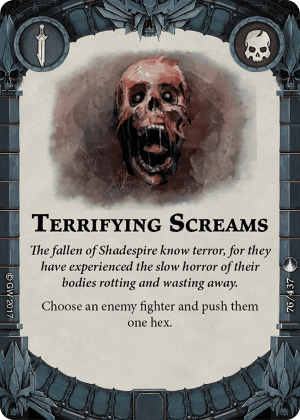 Terrifying Screams
The fallen of Shadespire know terror, for they
have experienced the slow horror of their
bodies rotting and wasting away.
Choose an enemy fighter and push them
one hex.
© GW 2017
76/437